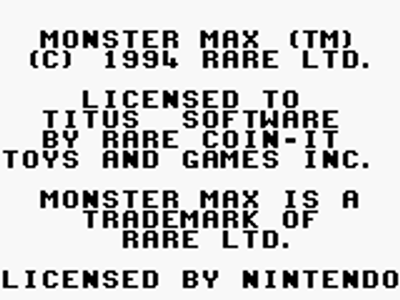 MONSTER MAX (TM)
(C) 1994 RARE LTD.
LICENSED TO
TITUS SOFTWARE
BY RARE COIN-IT
TOYS AND GAMES INC.
MONSTER MAX IS A
TRADEMARK OF
RARE LTD.
LICENSED BY NINTENDO